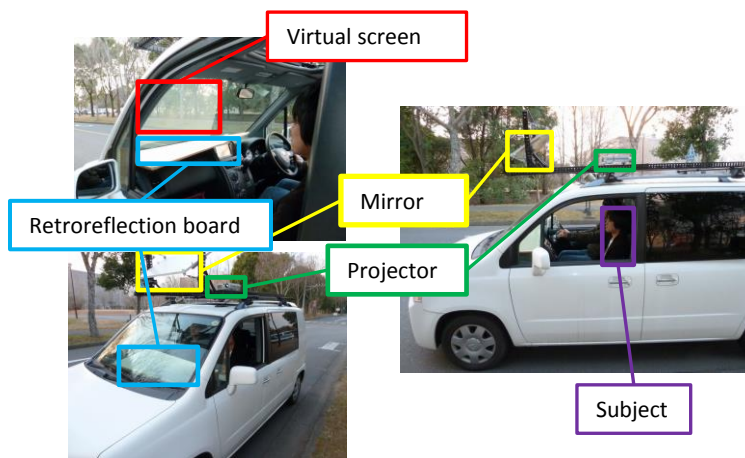 Virtual screen
Mirror
Retroreflection board
Projector
Subject